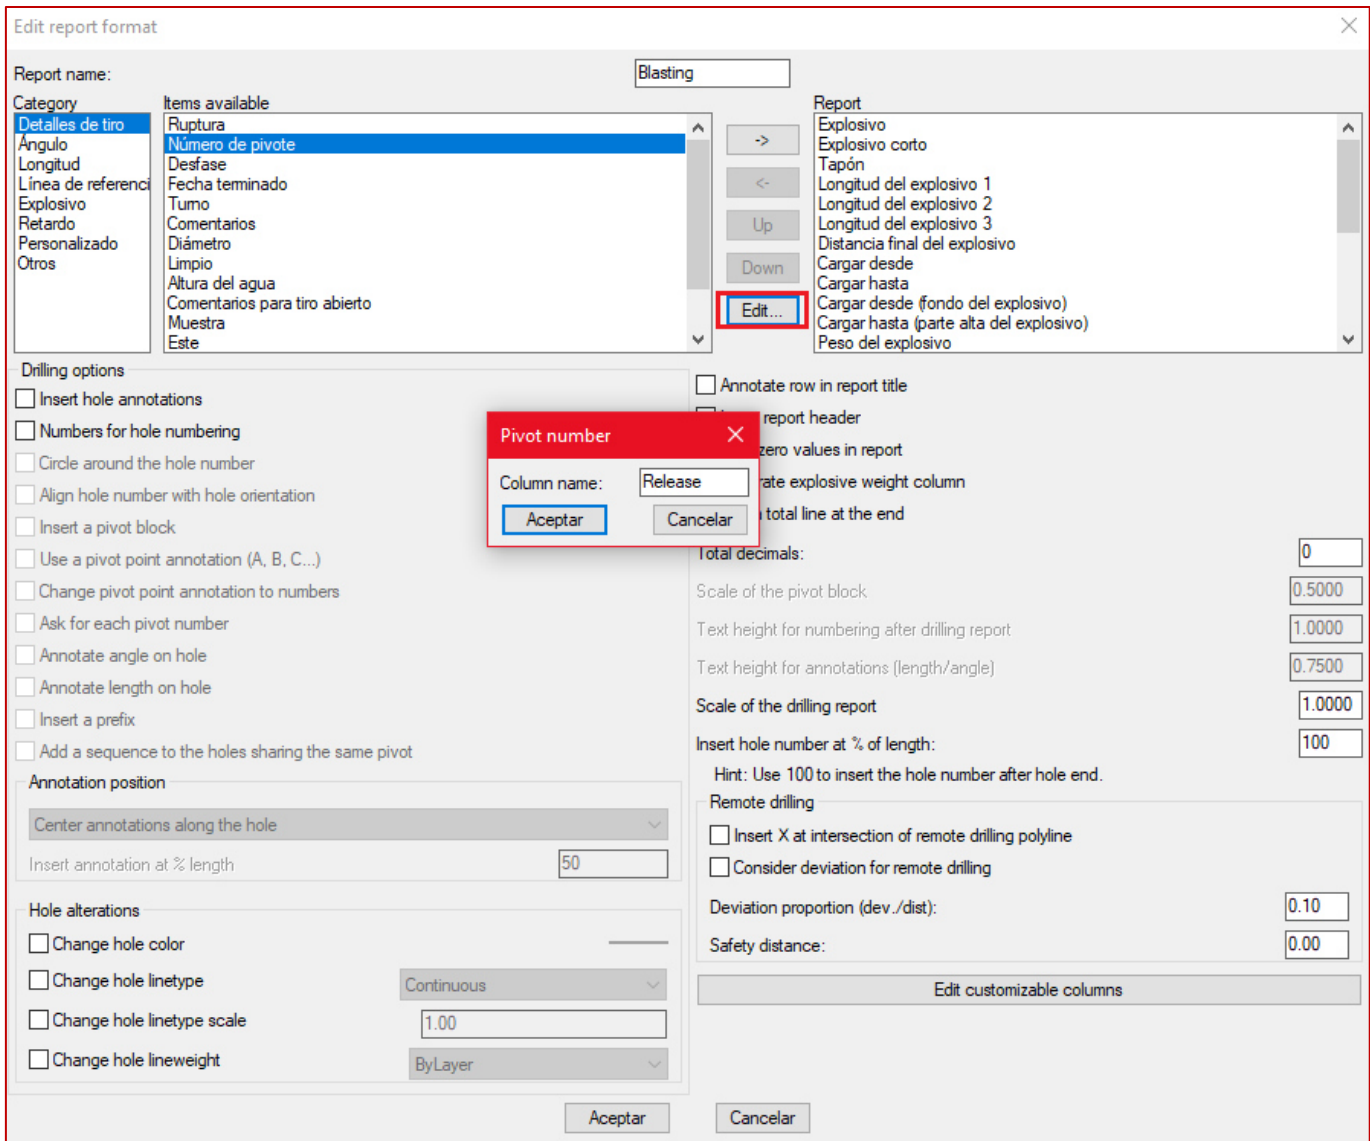 Edit report format
Report name:
Blasting
Category
Items available
Report
Detalles de tiro
Ángulo
Longitud
Línea de referenci
Explosivo
Retardo
Personalizado
Otros
Ruptura
Número de pivote
Desfase
Fecha terminado
Turno
Comentarios
Diámetro
Limpio
Altura del agua
Comentarios para tiro abierto
Muestra
Este
->
<-
Up
Down
Edit...
Explosivo
Explosivo corto
Tapón
Longitud del explosivo 1
Longitud del explosivo 2
Longitud del explosivo 3
Distancia final del explosivo
Cargar desde
Cargar hasta
Cargar desde (fondo del explosivo)
Cargar hasta (parte alta del explosivo)
Peso del explosivo
Drilling options
Insert hole annotations
Numbers for hole numbering
Circle around the hole number
Align hole number with hole orientation
Insert a pivot block
Use a pivot point annotation (A, B, C...)
Change pivot point annotation to numbers
Ask for each pivot number
Annotate angle on hole
Annotate length on hole
Insert a prefix
Add a sequence to the holes sharing the same pivot
Annotation position
Center annotations along the hole
Insert annotation at % length
50
Hole alterations
Change hole color
Change hole linetype
Continuous
Change hole linetype scale
1.00
Change hole lineweight
ByLayer
Pivot number
Column name:
Release
Aceptar
Cancelar
Annotate row in report title
report header
zero values in report
rate explosive weight column
total line at the end
Total decimals:
0
Scale of the pivot block
0.5000
Text height for numbering after drilling report
1.0000
Text height for annotations (length/angle)
0.7500
Scale of the drilling report
1.0000
Insert hole number at % of length:
100
Hint: Use 100 to insert the hole number after hole end.
Remote drilling
Insert X at intersection of remote drilling polyline
Consider deviation for remote drilling
Deviation proportion (dev./dist):
0.10
Safety distance:
0.00
Edit customizable columns
Aceptar
Cancelar